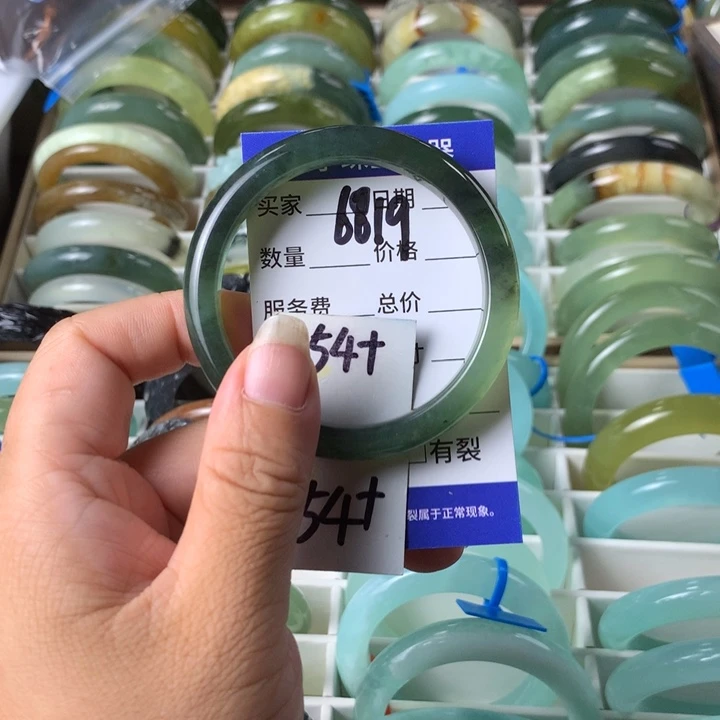 器
买家 日期
6819
数量 价格
服务费 总价
54+
有裂
54+
裂属于正常现象。